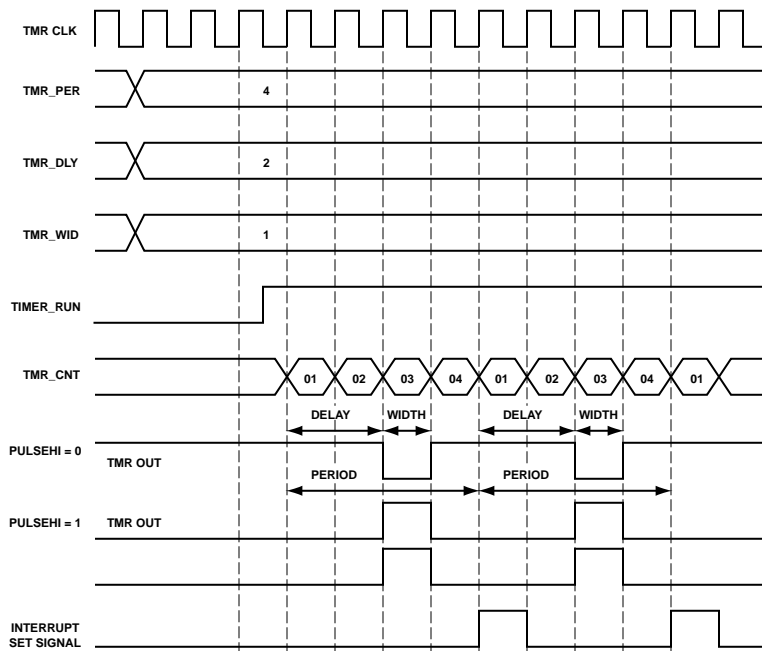 TMR CLK
TMR_PER
4
TMR_DLY
2
TMR_WID
1
TIMER_RUN
TMR_CNT
01 02 03 04 01 02 03 04 01
DELAY WIDTH DELAY WIDTH
PULSEHI = 0
TMR OUT
PERIOD PERIOD
PULSEHI = 1 TMR OUT
INTERRUPT
SET SIGNAL